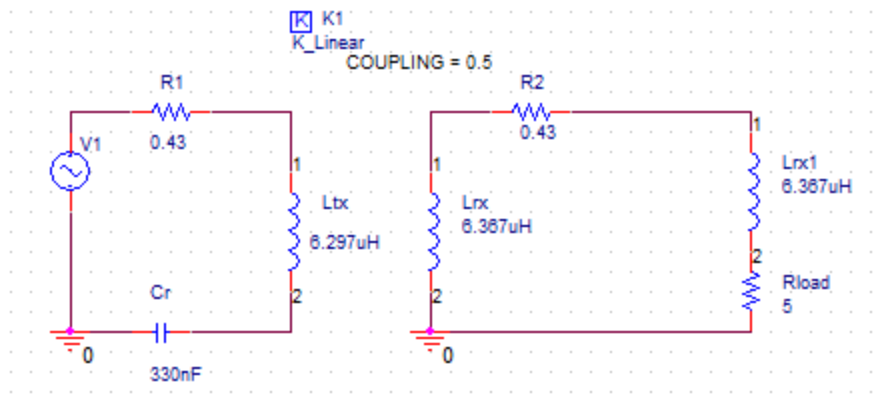 K K1
K_Linear
COUPLING = 0.5
R1
R2
0.43
0.43
V1
1
1
1
Ltx
6.297uH
Lrx
6.367uH
Lrx1
6.367uH
2
2
2
Cr
330nF
Rload
5
0
0